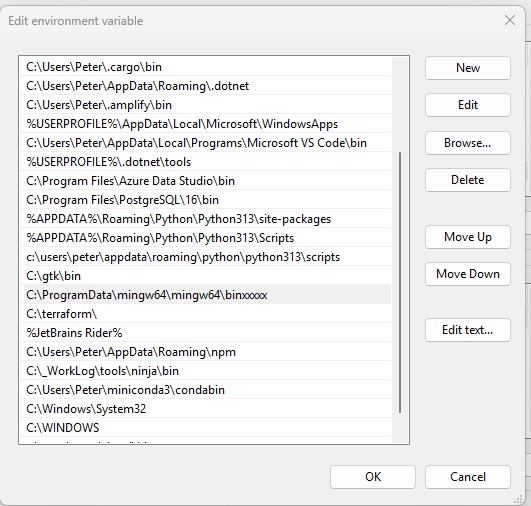 Edit environment variable
C:\Users\Peter\.cargo\bin
C:\Users\Peter\AppData\Roaming\.dotnet
C:\Users\Peter\.amplify\bin
%USERPROFILE%\AppData\Local\Microsoft\WindowsApps
C:\Users\Peter\AppData\Local\Programs\Microsoft VS Code\bin
%USERPROFILE%\.dotnet\tools
C:\Program Files\Azure Data Studio\bin
C:\Program Files\PostgreSQL\16\bin
%APPDATA%\Roaming\Python\Python313\site-packages
%APPDATA%\Roaming\Python\Python313\Scripts
c:\users\peter\appdata\roaming\python\python313\scripts
C:\gtk\bin
C:\ProgramData\mingw64\mingw64\binxxxxx
C:\terraform\
%JetBrains Rider%
C:\Users\Peter\AppData\Roaming\npm
C:\_WorkLog\tools\ninja\bin
C:\Users\Peter\miniconda3\condabin
C:\Windows\System32
C:\WINDOWS
New
Edit
Browse...
Delete
Move Up
Move Down
Edit text...
OK
Cancel